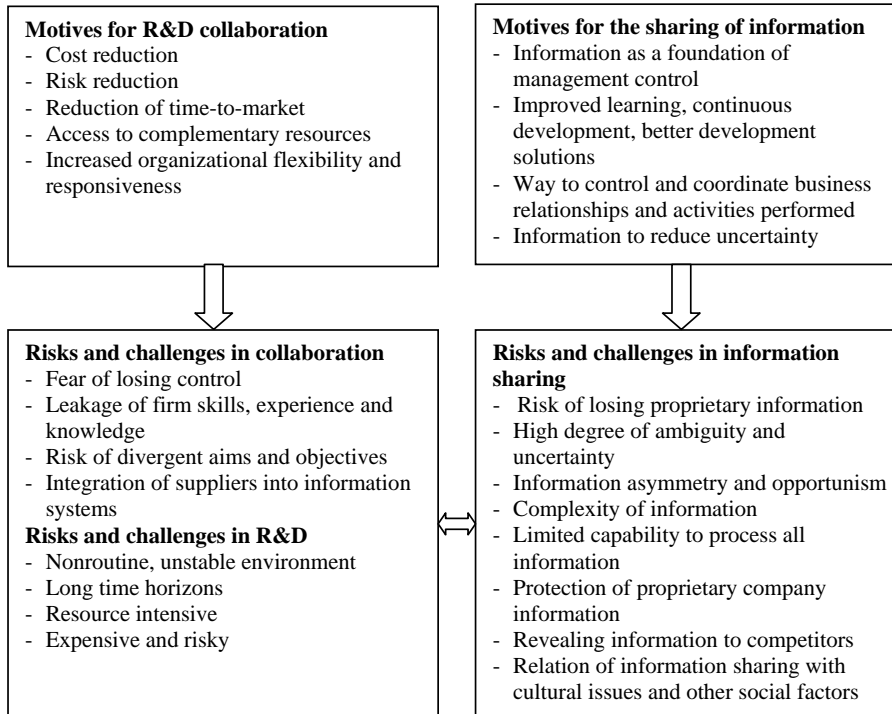 Motives for R&D collaboration
- Cost reduction
- Risk reduction
- Reduction of time-to-market
- Access to complementary resources
- Increased organizational flexibility and
responsiveness
Motives for the sharing of information
- Information as a foundation of
management control
- Improved learning, continuous
development, better development
solutions
- Way to control and coordinate business
relationships and activities performed
- Information to reduce uncertainty
Risks and challenges in collaboration
- Fear of losing control
- Leakage of firm skills, experience and
knowledge
- Risk of divergent aims and objectives
- Integration of suppliers into information
systems
Risks and challenges in R&D
- Nonroutine, unstable environment
- Long time horizons
- Resource intensive
- Expensive and risky
Risks and challenges in information
sharing
- Risk of losing proprietary information
- High degree of ambiguity and
uncertainty
- Information asymmetry and opportunism
- Complexity of information
- Limited capability to process all
information
- Protection of proprietary company
information
- Revealing information to competitors
- Relation of information sharing with
cultural issues and other social factors